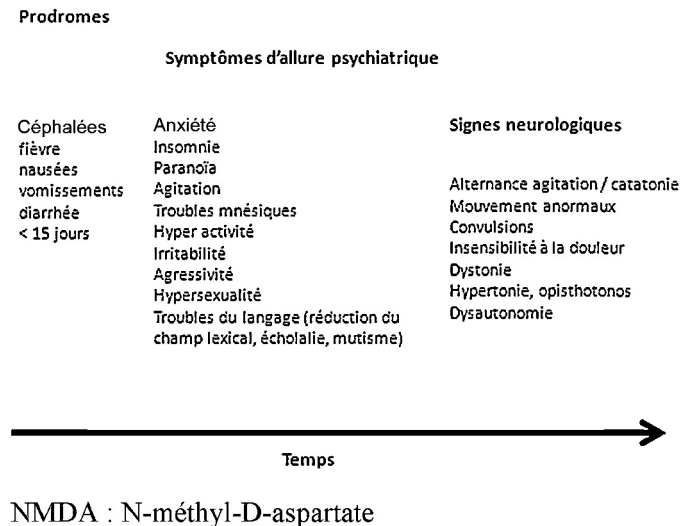 Prodromes
Symptômes d'allure psychiatrique
Céphalées
fièvre
nausées
vomissements
diarrhée
< 15 jours
Anxiété
Insomnie
Paranoïa
Agitation
Troubles mnésiques
Hyper activité
Irritabilité
Agressivité
Hypersexualité
Troubles du langage (réduction du
champ lexical, écholalie, mutisme)
Signes neurologiques
Alternance agitation / catatonie
Mouvement anormaux
Convulsions
Insensibilité à la douleur
Dystonie
Hypertonie, opisthotonos
Dysautonomie
Temps
NMDA : N-méthyl-D-aspartate